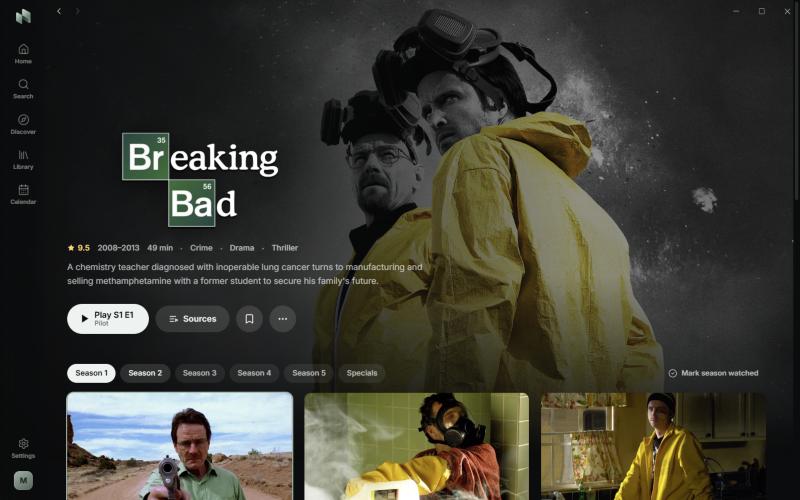 Home
Search
Discover
Library
Calendar
Settings
M
35
Breaking
56
Bad
9.5 2008–2013 49 min · Crime · Drama · Thriller
A chemistry teacher diagnosed with inoperable lung cancer turns to manufacturing and
selling methamphetamine with a former student to secure his family's future.
Play S1 E1
Pilot
Sources
Season 1 Season 2 Season 3 Season 4 Season 5 Specials
Mark season watched